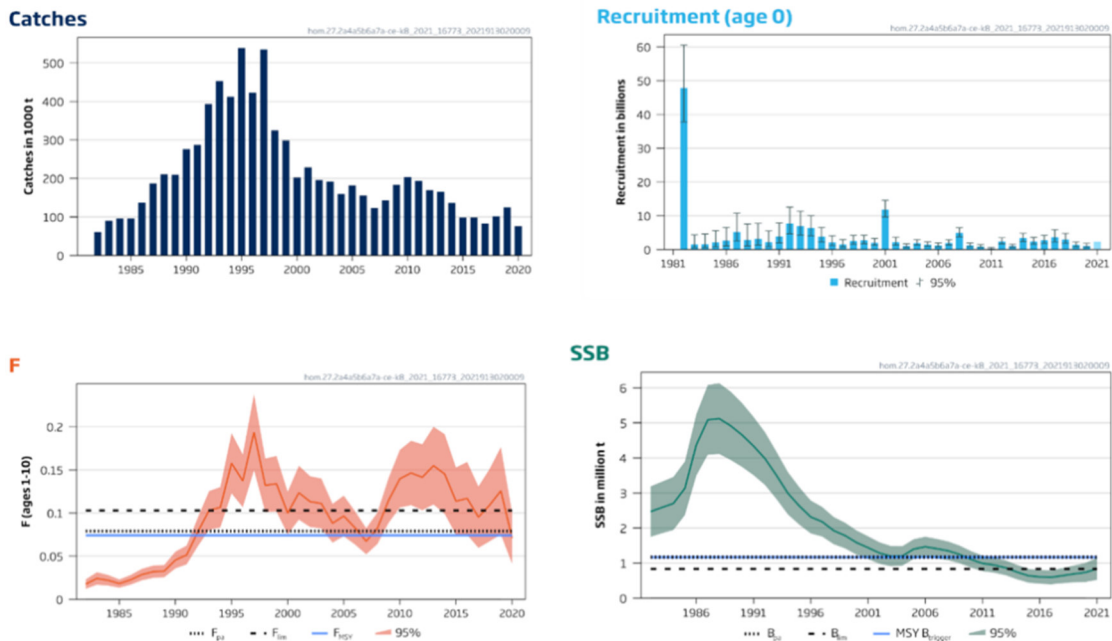 Catches
hom.27.2a4a5b6a7a-ce-k8_2021_16773_2021913020009
Catches in 1000 t
500
400
300
200
100
0
1985 1990 1995 2000 2005 2010 2015 2020
Recruitment (age 0)
hom.27.2a4a5b6a7a-ce-k8_2021_16773_2021913020009
Recruitment in billions
60
50
40
30
20
10
0
1981 1986 1991 1996 2001 2006 2011 2016 2021
Recruitment 95%
F
hom.27.2a4a5b6a7a-ce-k8_2021_16773_2021913020009
F (ages 1-10)
0.2
0.15
0.1
0.05
0
1985 1990 1995 2000 2005 2010 2015 2020
Fpa Flim FMSY 95%
SSB
hom.27.2a4a5b6a7a-ce-k8_2021_16773_2021913020009
SSB in million t
6
5
4
3
2
1
0
1986 1991 1996 2001 2006 2011 2016 2021
Bpa Blim MSY Btrigger 95%